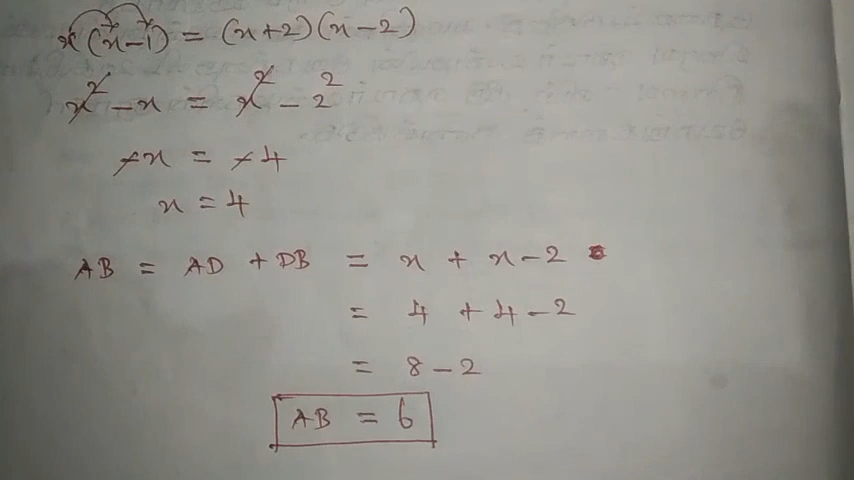 x(x-1) = (x+2)(x-2)
x² - x = x² - 2²
-x = -4
x = 4
AB = AD + DB = x + x-2
= 4 + 4-2
= 8-2
AB = 6